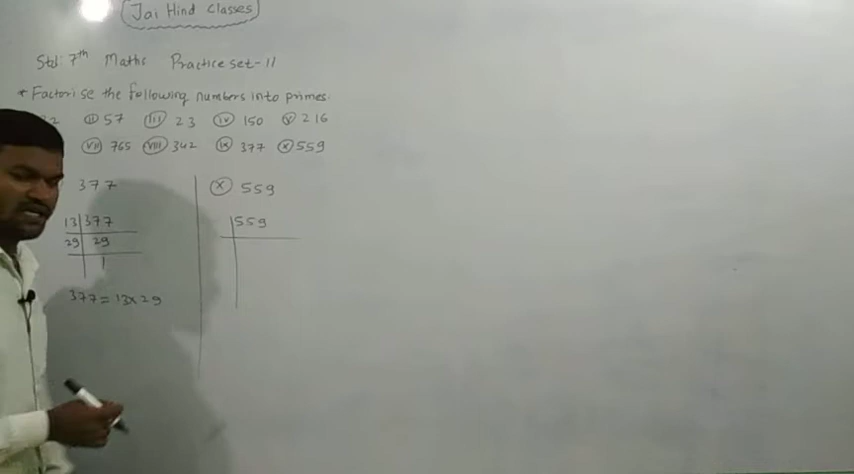 Jai Hind Classes
Std: 7th Maths Practice set-11
* Factorise the following numbers into primes.
2 (ii) 57 (iii) 23 (iv) 150 (v) 216
(vii) 765 (viii) 342 (ix) 377 (x) 559
377
13 377
29 29
1
377 = 13x29
(x) 559
559